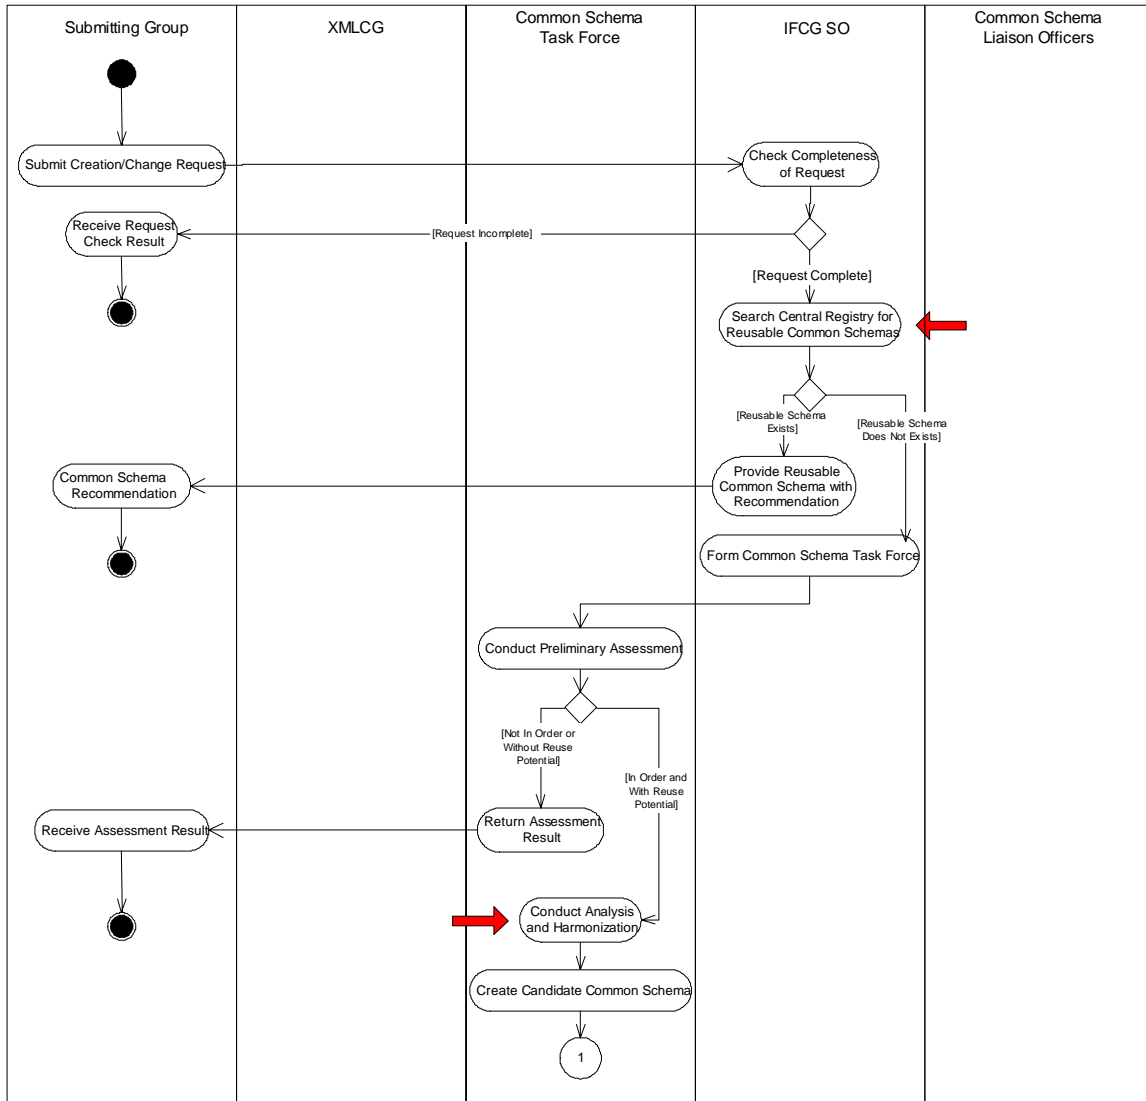 Submitting Group
XMLCG
Common Schema
Task Force
IFCG SO
Common Schema
Liaison Officers
Submit Creation/Change Request
Check Completeness
of Request
Receive Request
Check Result
[Request Incomplete]
[Request Complete]
Search Central Registry for
Reusable Common Schemas
[Reusable Schema
Exists]
[Reusable Schema
Does Not Exists]
Common Schema
Recommendation
Provide Reusable
Common Schema with
Recommendation
Form Common Schema Task Force
Conduct Preliminary Assessment
[Not In Order or
Without Reuse
Potential]
[In Order and
With Reuse
Potential]
Receive Assessment Result
Return Assessment
Result
Conduct Analysis
and Harmonization
Create Candidate Common Schema
1